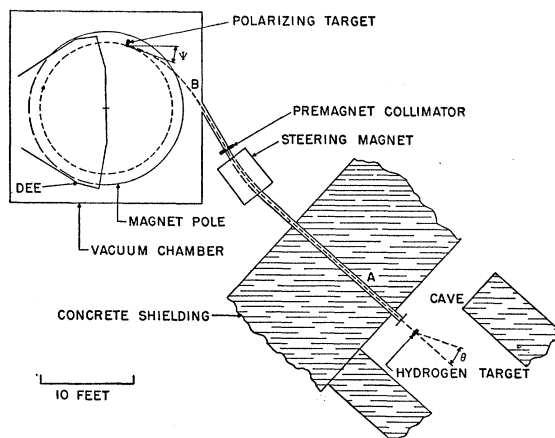 POLARIZING TARGET
Ψ
B
PREMAGNET COLLIMATOR
STEERING MAGNET
DEE
MAGNET POLE
VACUUM CHAMBER
A
CAVE
CONCRETE SHIELDING
θ
HYDROGEN TARGET
10 FEET